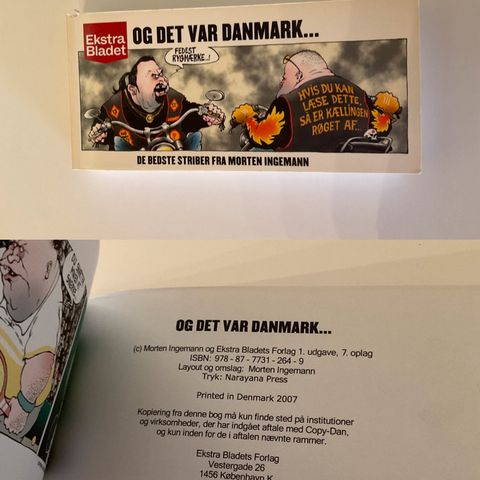 Ekstra
Bladet
OG DET VAR DANMARK...
FEDEST
RYGMÆRKE..!
HVIS DU KAN
LÆSE DETTE,
SÅ ER KÆLLINGEN
RØGET AF...
DE BEDSTE STRIBER FRA MORTEN INGEMANN
OG DET VAR DANMARK...
(c) Morten Ingemann og Ekstra Bladets Forlag 1. udgave, 7. oplag
ISBN: 978 - 87 - 7731 - 264 - 9
Layout og omslag: Morten Ingemann
Tryk: Narayana Press
Printed in Denmark 2007
Kopiering fra denne bog må kun finde sted på institutioner
og virksomheder, der har indgået aftale med Copy-Dan,
og kun inden for de i aftalen nævnte rammer.
Ekstra Bladets Forlag
Vestergade 26
1456 København K